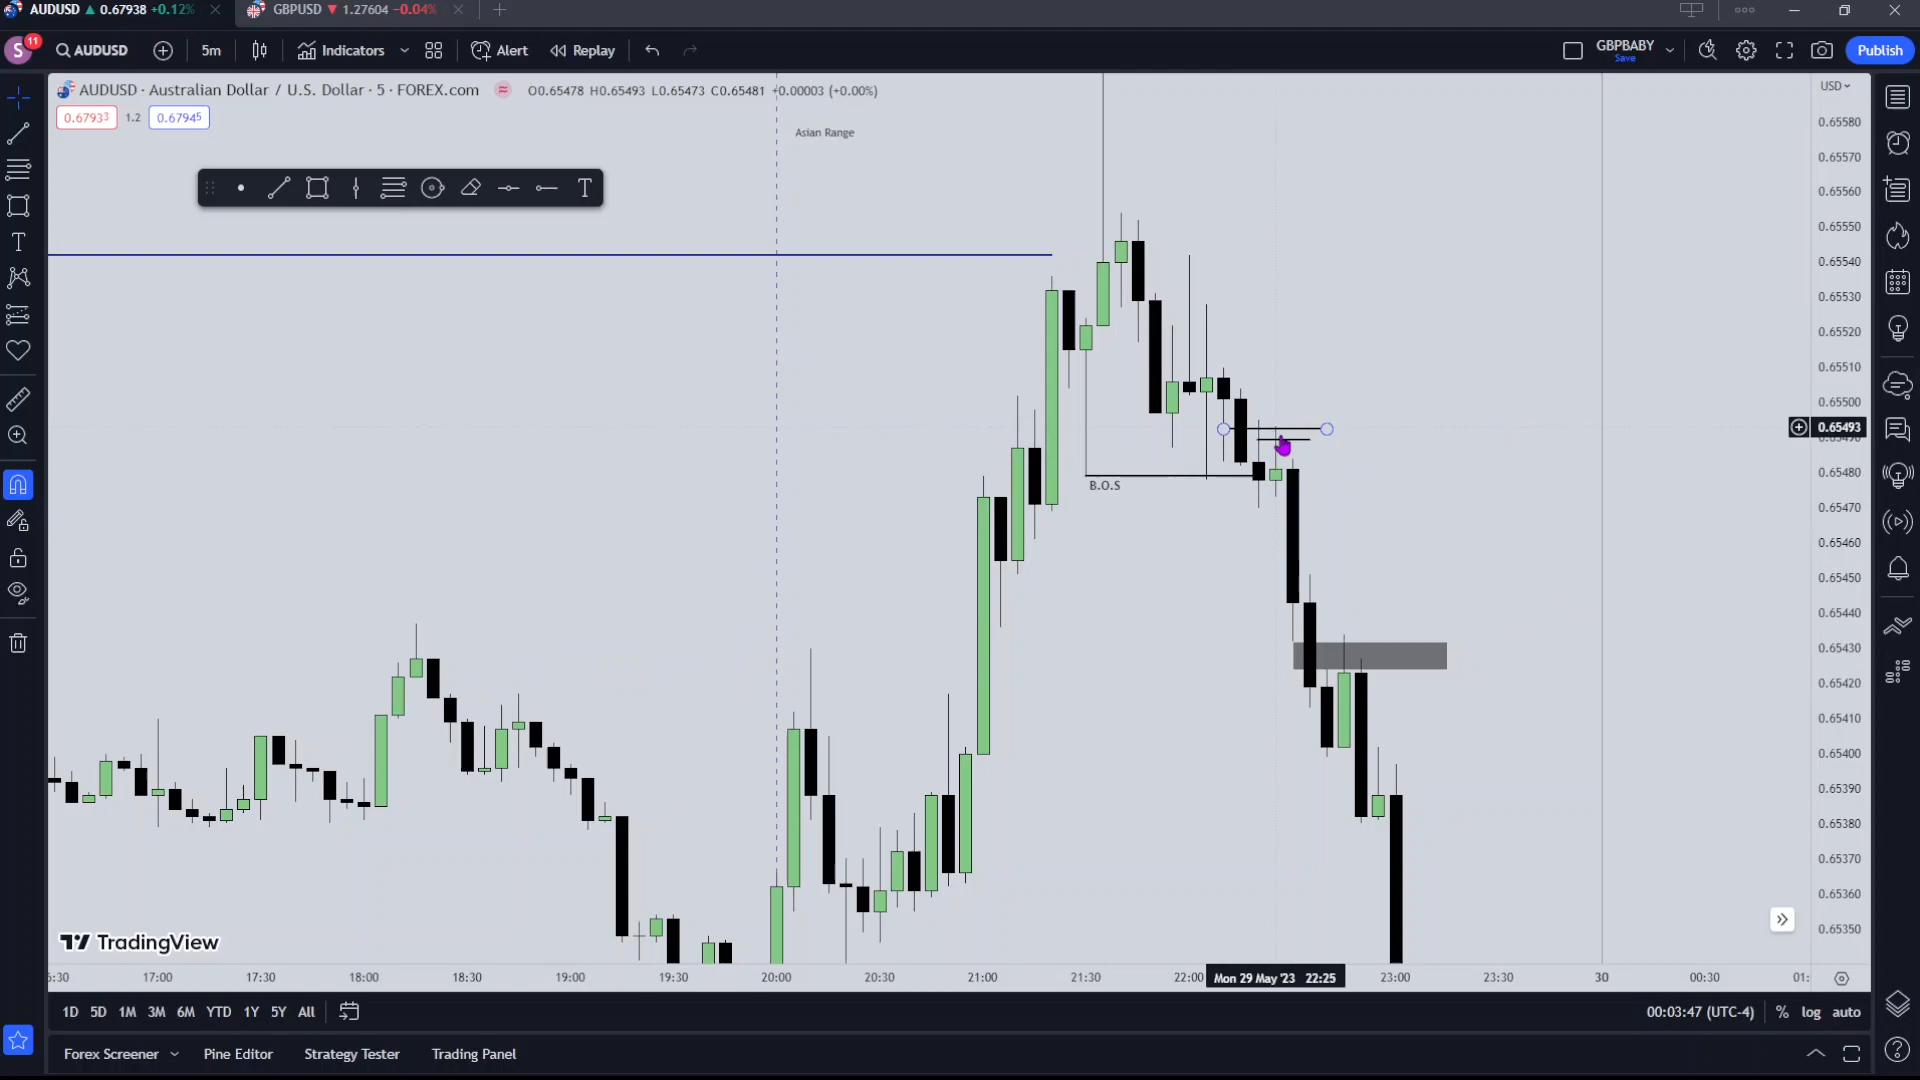 AUDUSD ▲ 0.67938 +0.12%
GBPUSD ▼ 1.27604 −0.04%
S 11
AUDUSD 5m Indicators Alert Replay GBPBABY Save Publish
AUDUSD · Australian Dollar / U.S. Dollar · 5 · FOREX.com O0.65478 H0.65493 L0.65473 C0.65481 +0.00003 (+0.00%)
USD
0.67933 1.2 0.67945
Asian Range
T
T
B.O.S
0.65580
0.65570
0.65560
0.65550
0.65540
0.65530
0.65520
0.65510
0.65500
0.65493
0.65480
0.65470
0.65460
0.65450
0.65440
0.65430
0.65420
0.65410
0.65400
0.65390
0.65380
0.65370
0.65360
0.65350
TradingView
:30 17:00 17:30 18:00 18:30 19:00 19:30 20:00 20:30 21:00 21:30 22:00 Mon 29 May '23 22:25 23:00 23:30 30 00:30 01:
1D 5D 1M 3M 6M YTD 1Y 5Y All 00:03:47 (UTC-4) % log auto
Forex Screener Pine Editor Strategy Tester Trading Panel